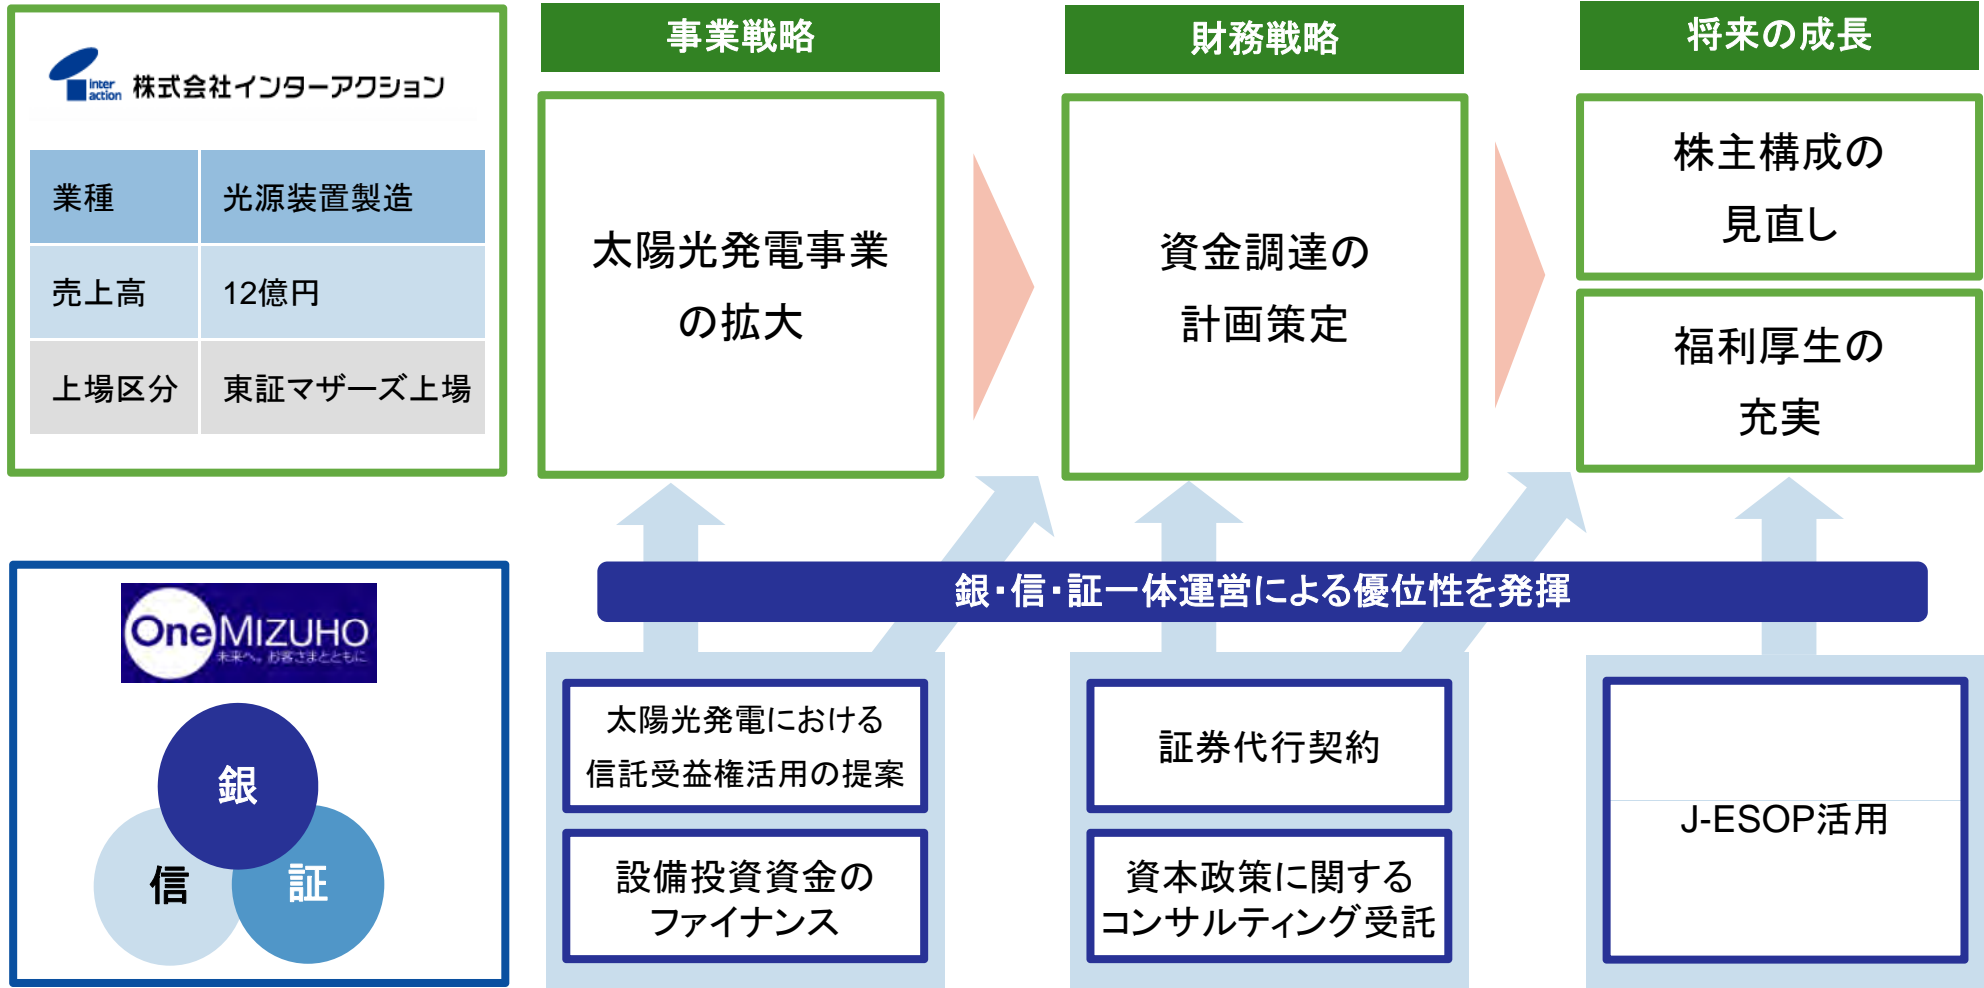 inter
action
株式会社インターアクション
業種
光源装置製造
売上高
12億円
上場区分
東証マザーズ上場
事業戦略
太陽光発電事業
の拡大
財務戦略
資金調達の
計画策定
将来の成長
株主構成の
見直し
福利厚生の
充実
銀・信・証一体運営による優位性を発揮
One MIZUHO
未来へ。お客さまとともに
銀
信
証
太陽光発電における
信託受益権活用の提案
設備投資資金の
ファイナンス
証券代行契約
資本政策に関する
コンサルティング受託
J-ESOP活用